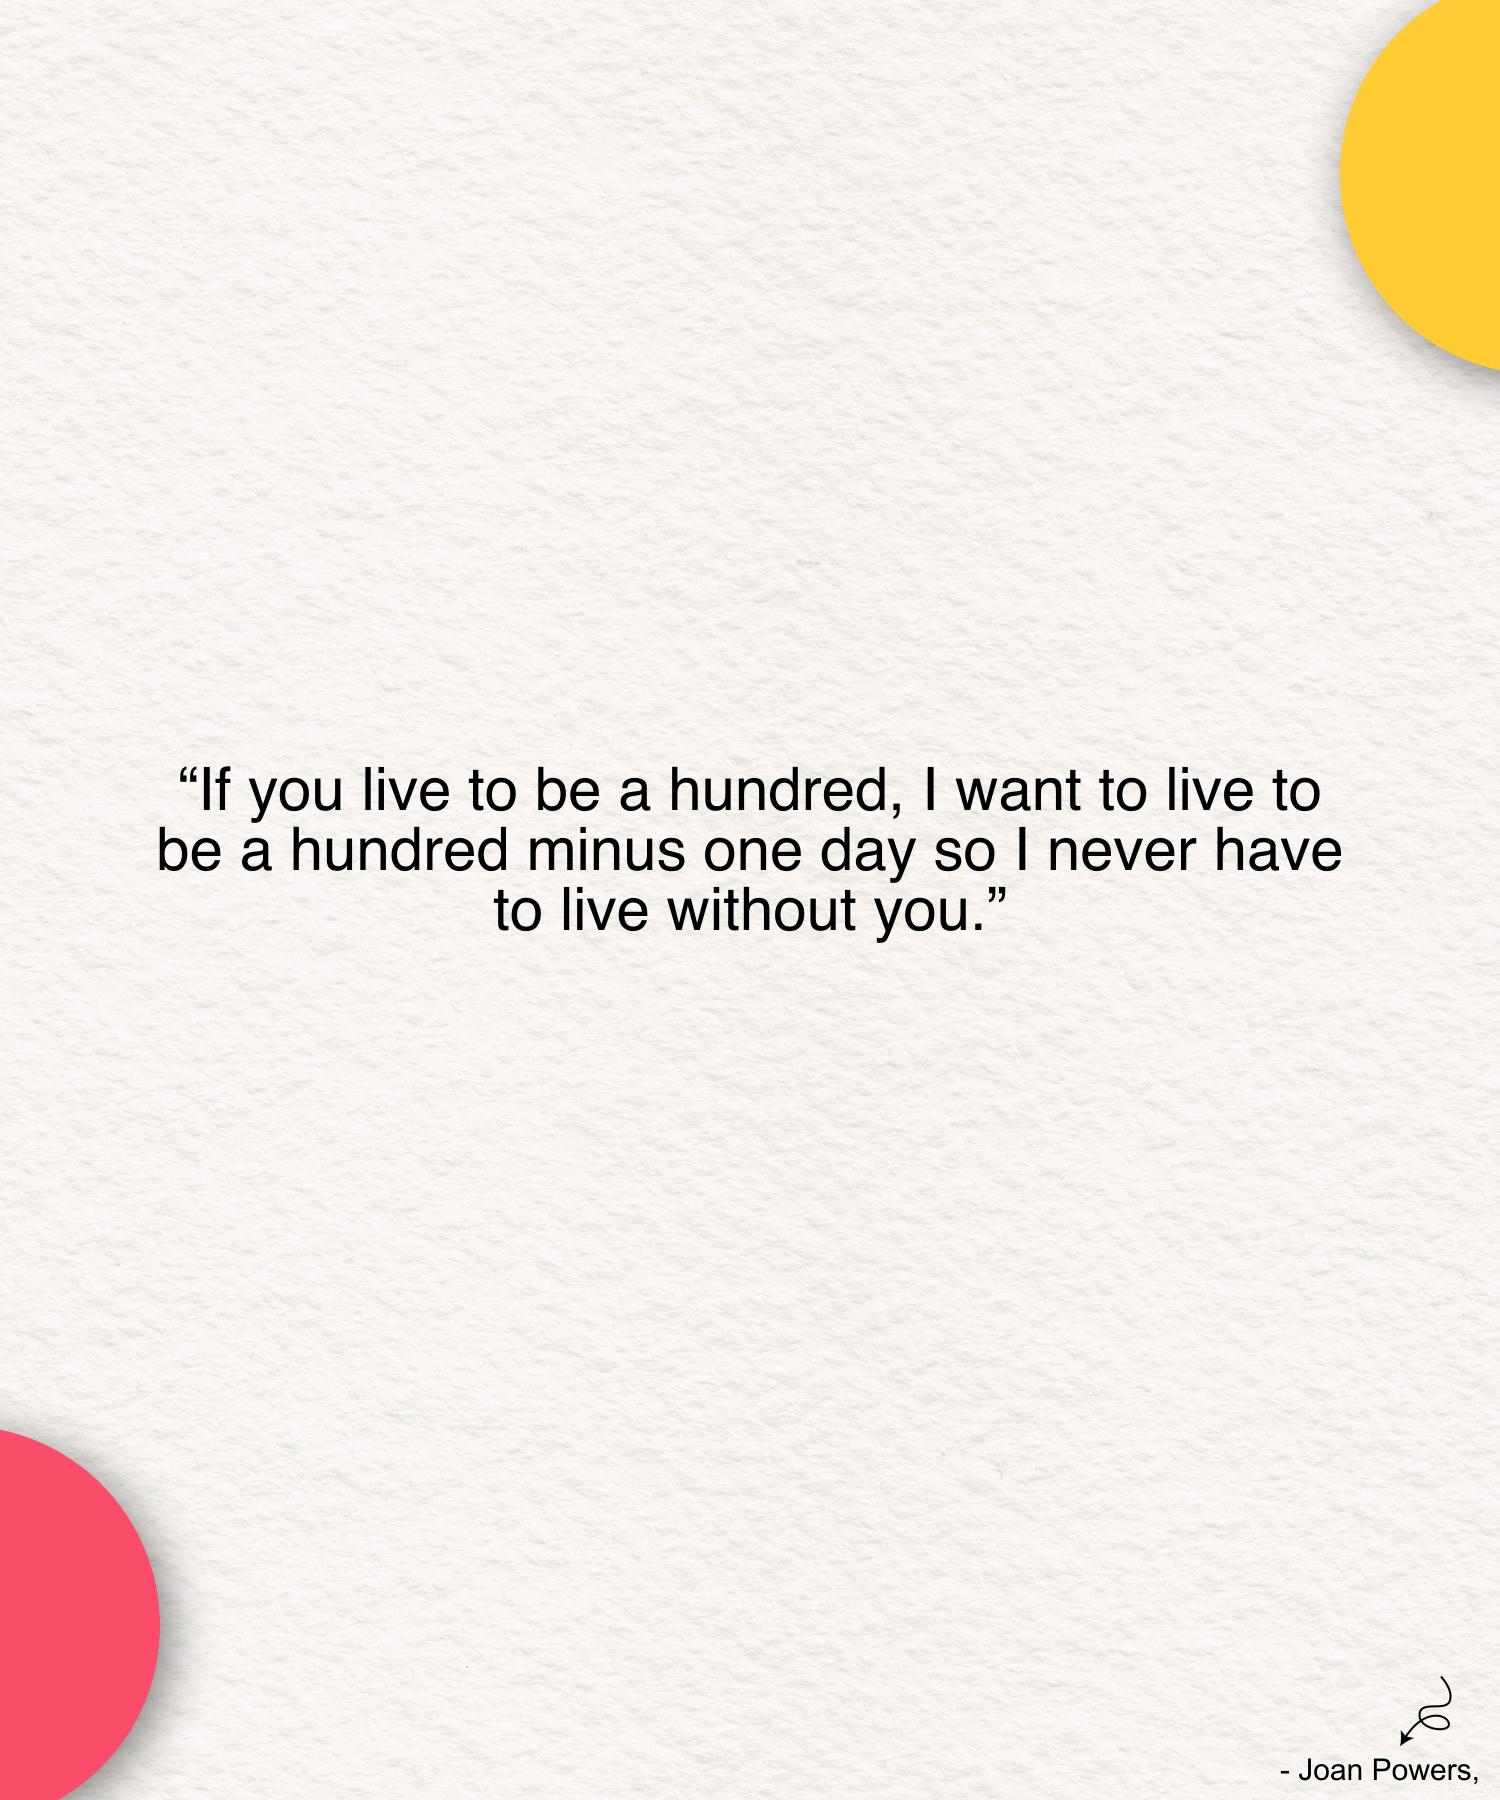 “If you live to be a hundred, I want to live to
be a hundred minus one day so I never have
to live without you.”
- Joan Powers,